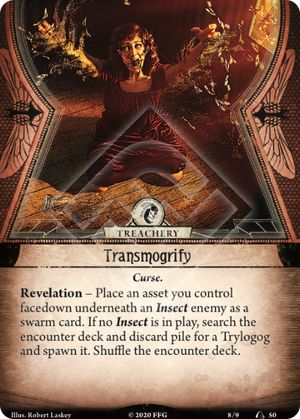 TREACHERY
Transmogrify
Curse.
Revelation – Place an asset you control
facedown underneath an Insect enemy as a
swarm card. If no Insect is in play, search the
encounter deck and discard pile for a Trylogog
and spawn it. Shuffle the encounter deck.
Illus. Robert Laskey © 2020 FFG 8/9 50